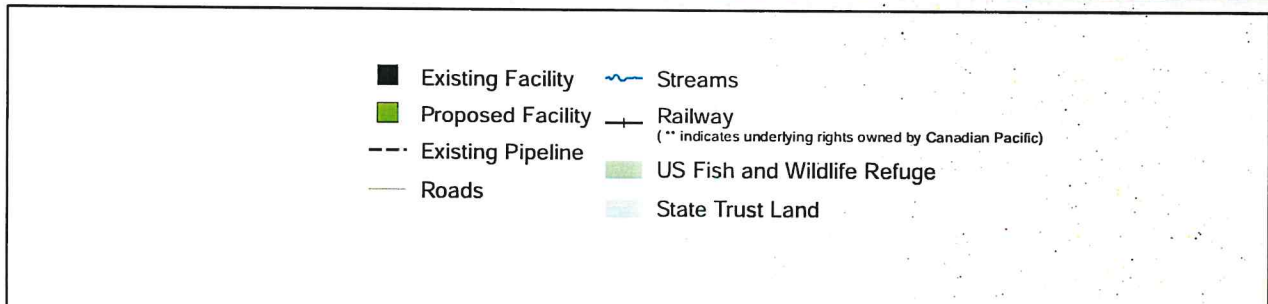 Existing Facility
Proposed Facility
Existing Pipeline
Roads
Streams
Railway
( ** indicates underlying rights owned by Canadian Pacific)
US Fish and Wildlife Refuge
State Trust Land